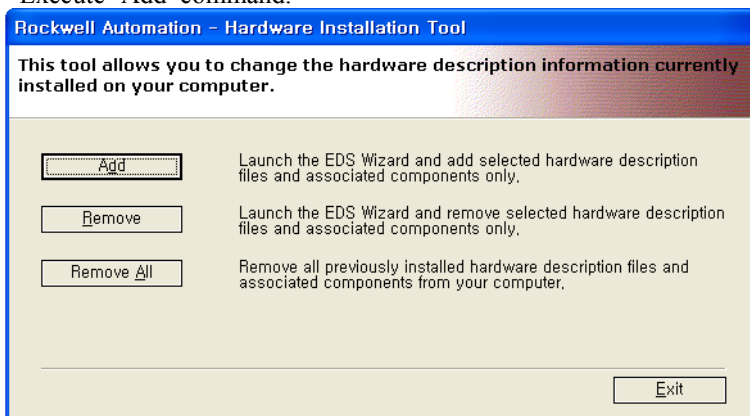 Execute "Add" command.
Rockwell Automation - Hardware Installation Tool
This tool allows you to change the hardware description information currently
installed on your computer.
Add
Launch the EDS Wizard and add selected hardware description
files and associated components only,
Remove
Launch the EDS Wizard and remove selected hardware description
files and associated components only,
Remove All
Remove all previously installed hardware description files and
associated components from your computer,
Exit